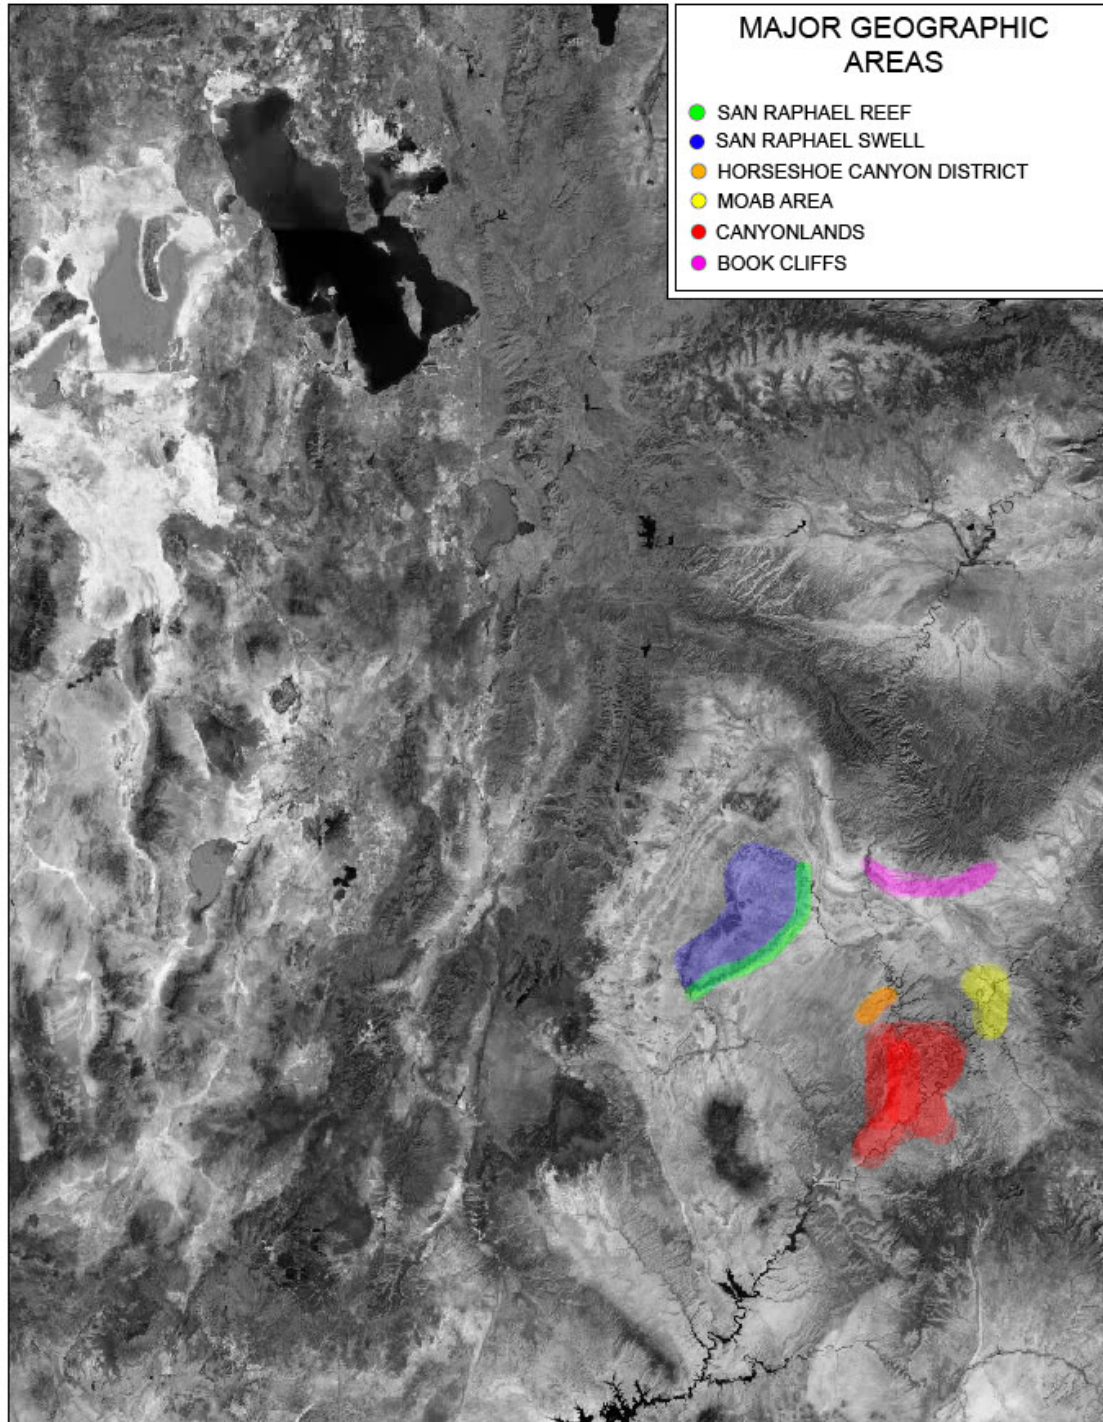 MAJOR GEOGRAPHIC
AREAS
SAN RAPHAEL REEF
SAN RAPHAEL SWELL
HORSESHOE CANYON DISTRICT
MOAB AREA
CANYONLANDS
BOOK CLIFFS